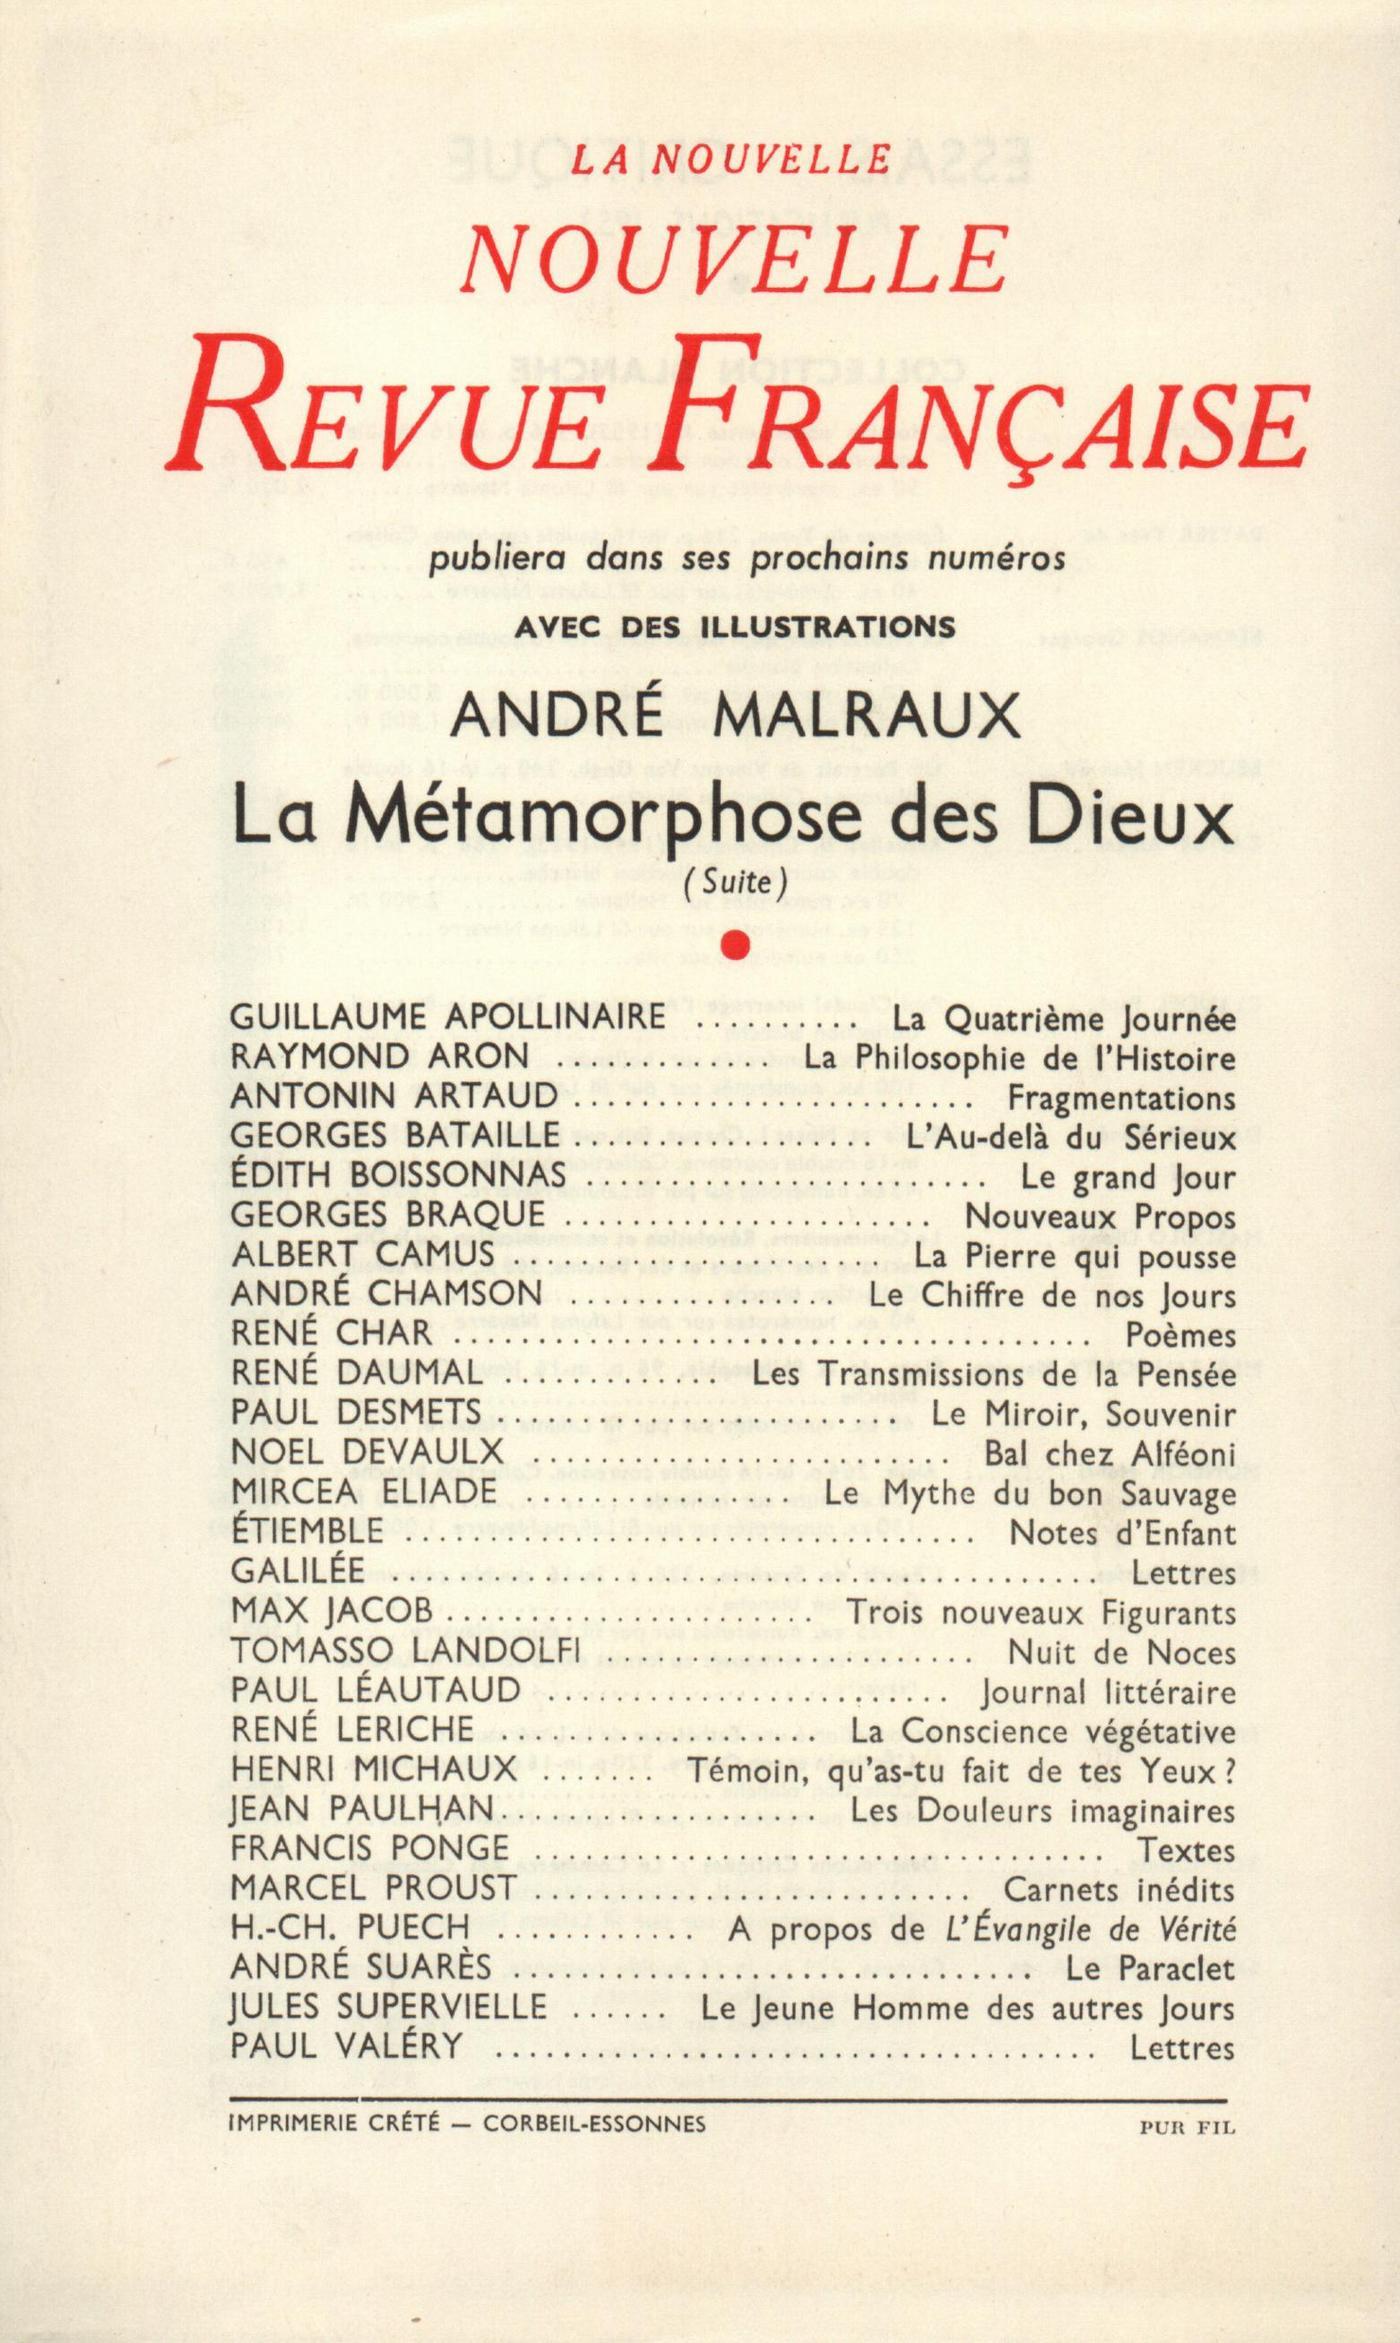 LA NOUVELLE
NOUVELLE
REVUE FRANÇAISE
publiera dans ses prochains numéros
AVEC DES ILLUSTRATIONS
ANDRÉ MALRAUX
La Métamorphose des Dieux
(Suite)
GUILLAUME APOLLINAIRE .......... La Quatrième Journée
RAYMOND ARON ............. La Philosophie de l'Histoire
ANTONIN ARTAUD ........................ Fragmentations
GEORGES BATAILLE .................. L'Au-delà du Sérieux
ÉDITH BOISSONNAS ........................ Le grand Jour
GEORGES BRAQUE ...................... Nouveaux Propos
ALBERT CAMUS ...................... La Pierre qui pousse
ANDRÉ CHAMSON ................ Le Chiffre de nos Jours
RENÉ CHAR ...................................... Poèmes
RENÉ DAUMAL ............. Les Transmissions de la Pensée
PAUL DESMETS ........................ Le Miroir, Souvenir
NOEL DEVAULX ......................... Bal chez Alféoni
MIRCEA ELIADE ................ Le Mythe du bon Sauvage
ÉTIEMBLE .................................. Notes d'Enfant
GALILÉE .......................................... Lettres
MAX JACOB ...................... Trois nouveaux Figurants
TOMASSO LANDOLFI ...................... Nuit de Noces
PAUL LÉAUTAUD ........................ Journal littéraire
RENÉ LERICHE ................... La Conscience végétative
HENRI MICHAUX ....... Témoin, qu'as-tu fait de tes Yeux ?
JEAN PAULHAN ................... Les Douleurs imaginaires
FRANCIS PONGE .................................. Textes
MARCEL PROUST .......................... Carnets inédits
H.-CH. PUECH ............ A propos de L'Évangile de Vérité
ANDRÉ SUARÈS ............................... Le Paraclet
JULES SUPERVIELLE ...... Le Jeune Homme des autres Jours
PAUL VALÉRY .................................... Lettres
IMPRIMERIE CRÉTÉ — CORBEIL-ESSONNES PUR FIL